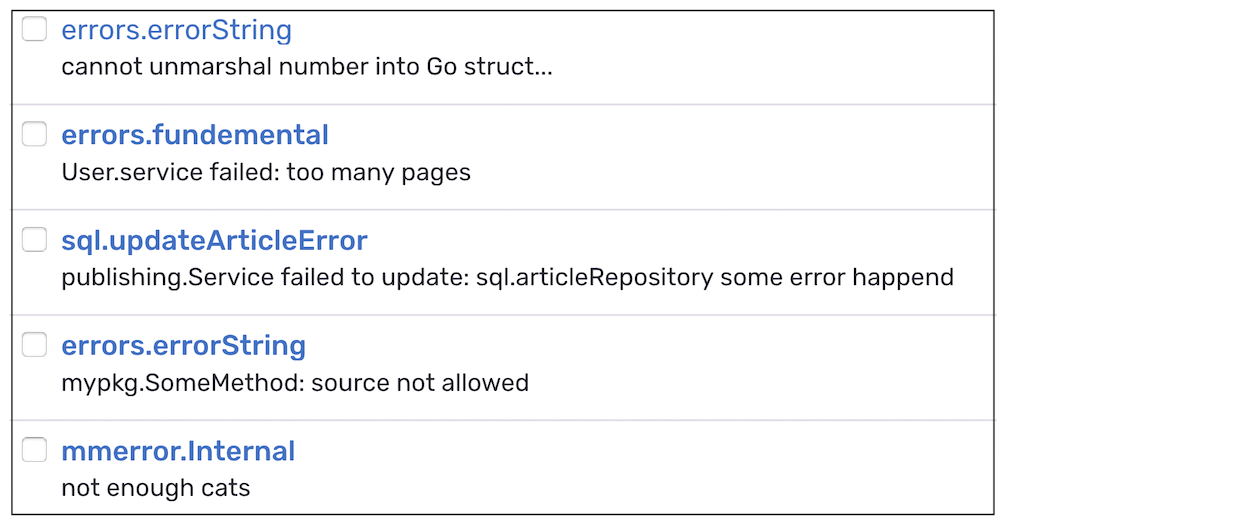 errors.errorString
cannot unmarshal number into Go struct...
errors.fundemental
User.service failed: too many pages
sql.updateArticleError
publishing.Service failed to update: sql.articleRepository some error happend
errors.errorString
mypkg.SomeMethod: source not allowed
mmerror.Internal
not enough cats